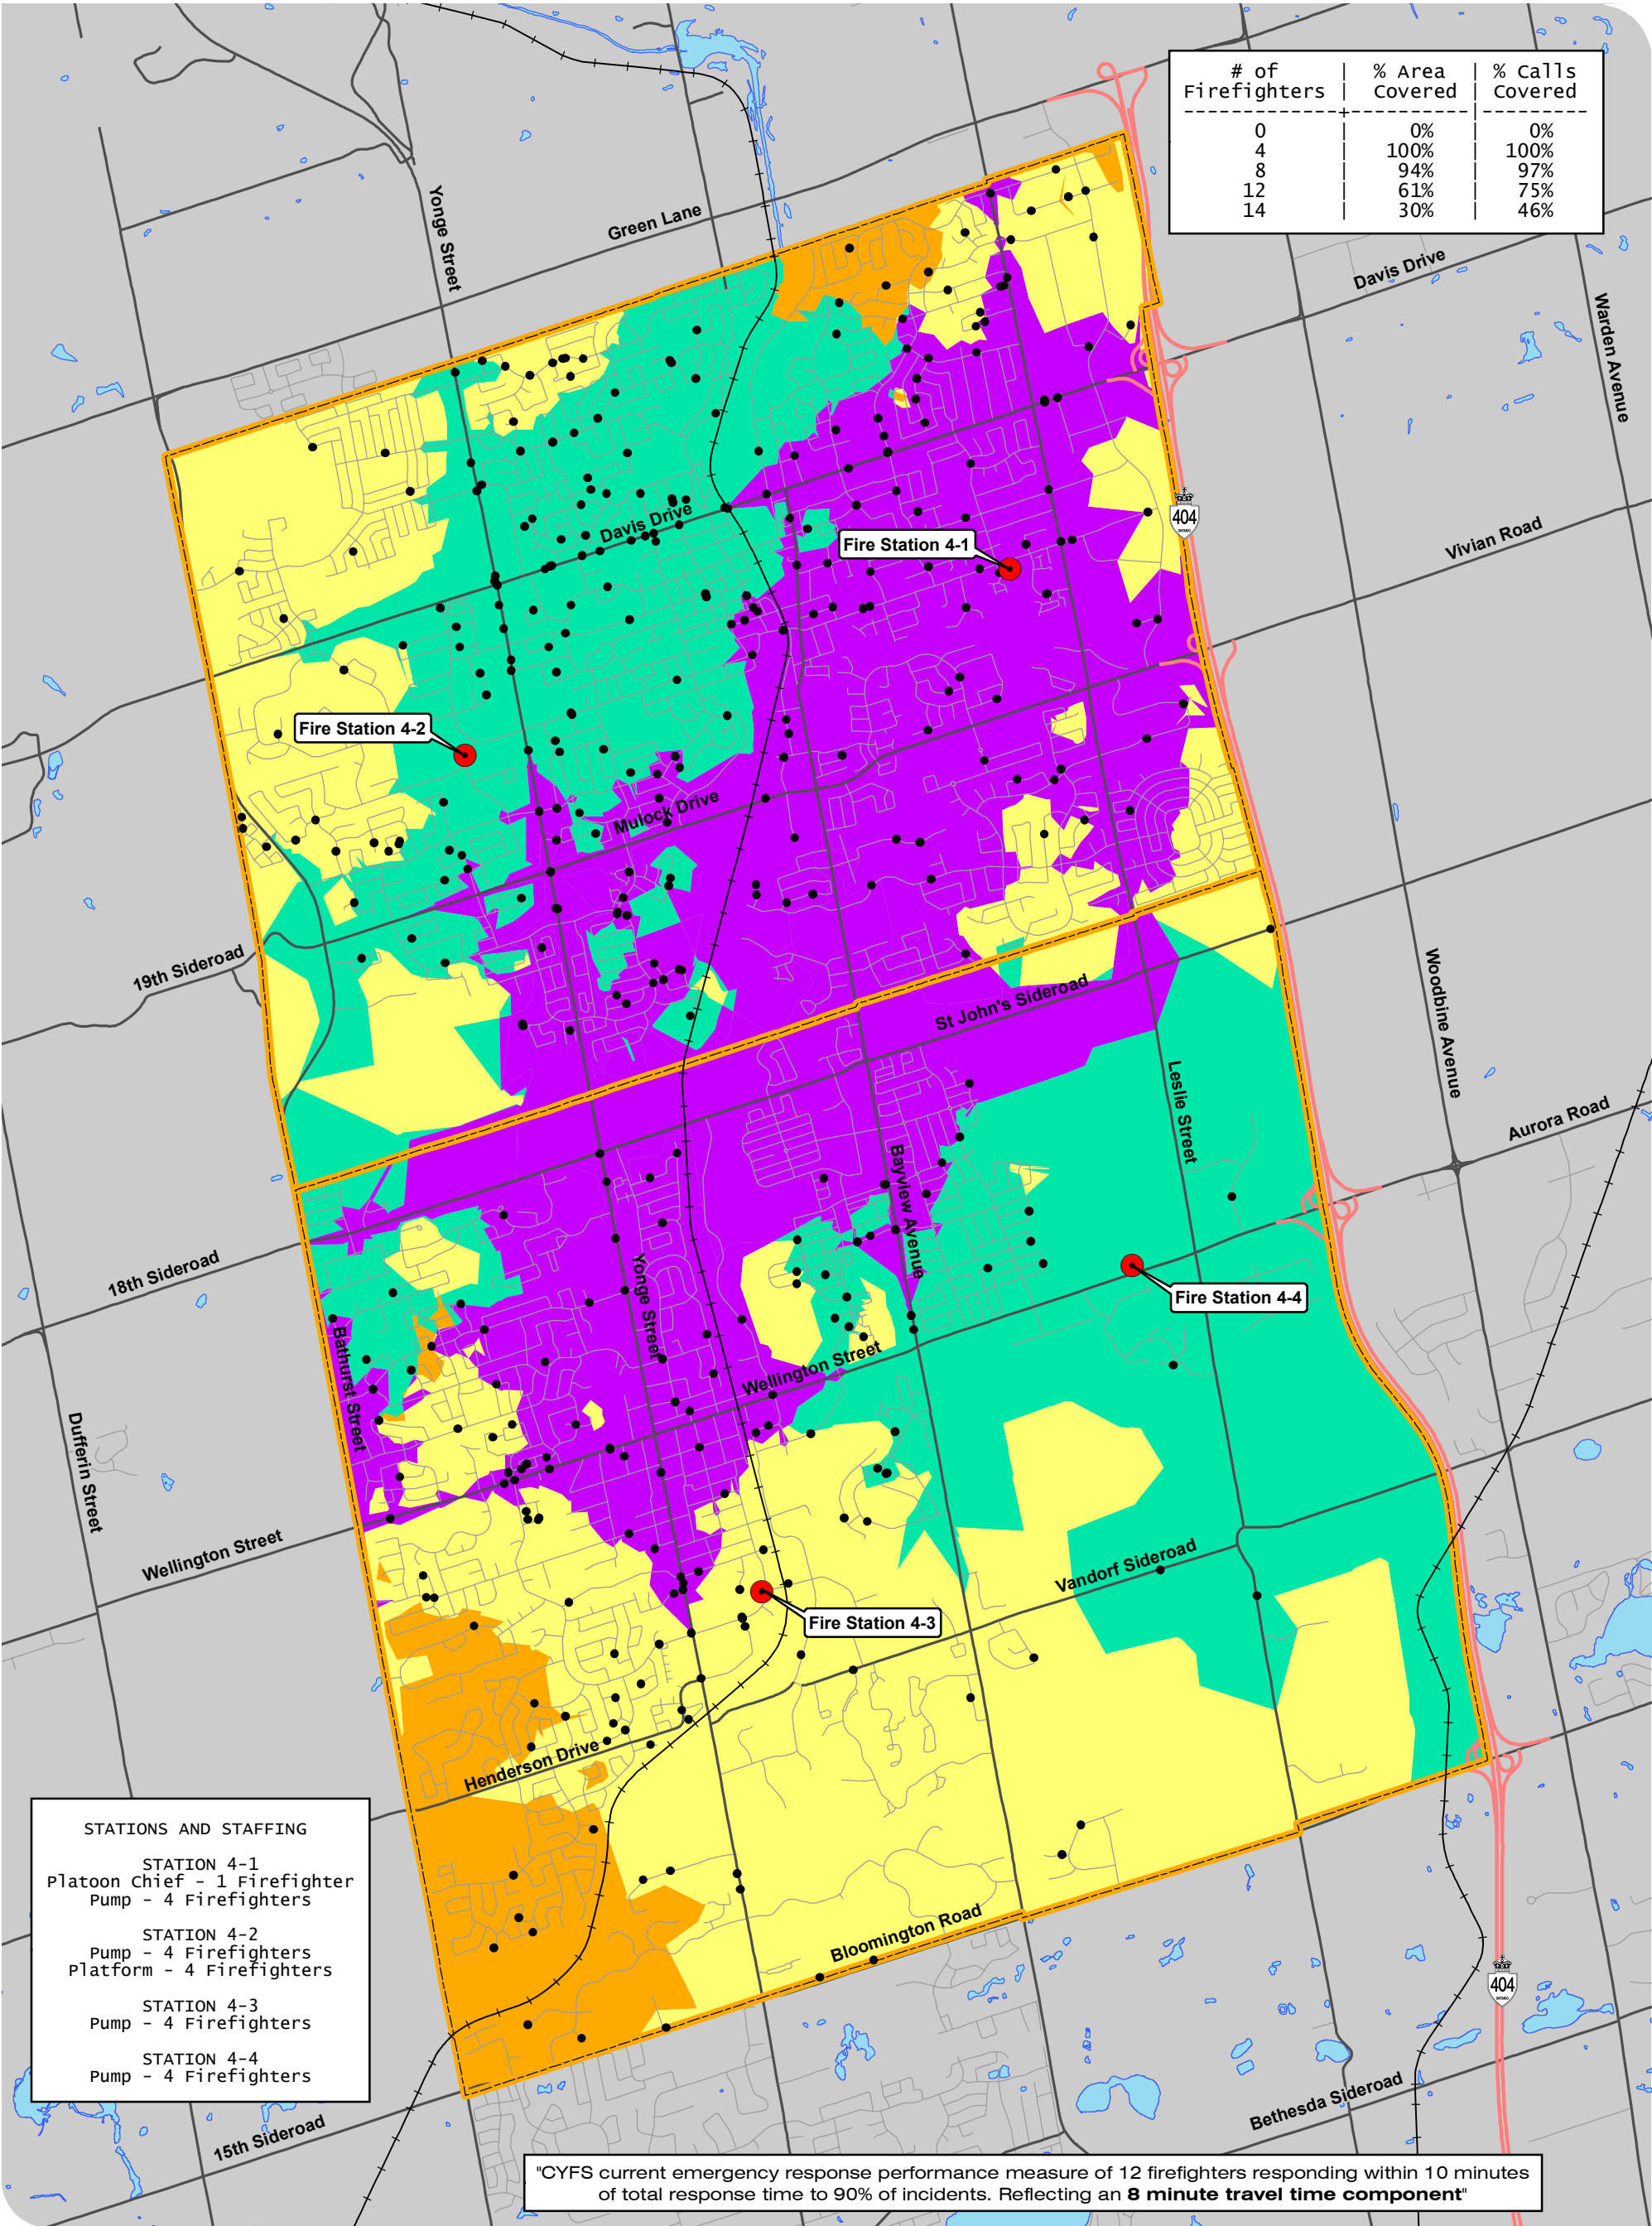 # of | % Area | % Calls
Firefighters | Covered | Covered
0 | 0% | 0%
4 | 100% | 100%
8 | 94% | 97%
12 | 61% | 75%
14 | 30% | 46%
Yonge Street
Green Lane
Davis Drive
Warden Avenue
404
ONTARIO
Davis Drive
Vivian Road
Fire Station 4-1
Fire Station 4-2
Mulock Drive
19th Sideroad
St John's Sideroad
Woodbine Avenue
Leslie Street
Aurora Road
Bayview Avenue
18th Sideroad
Yonge Street
Fire Station 4-4
Bathurst Street
Wellington Street
Dufferin Street
Wellington Street
Vandorf Sideroad
Fire Station 4-3
Henderson Drive
STATIONS AND STAFFING
STATION 4-1
Platoon Chief - 1 Firefighter
Pump - 4 Firefighters
STATION 4-2
Pump - 4 Firefighters
Platform - 4 Firefighters
STATION 4-3
Pump - 4 Firefighters
STATION 4-4
Pump - 4 Firefighters
Bloomington Road
404
ONTARIO
15th Sideroad
Bethesda Sideroad
"CYFS current emergency response performance measure of 12 firefighters responding within 10 minutes
of total response time to 90% of incidents. Reflecting an 8 minute travel time component"